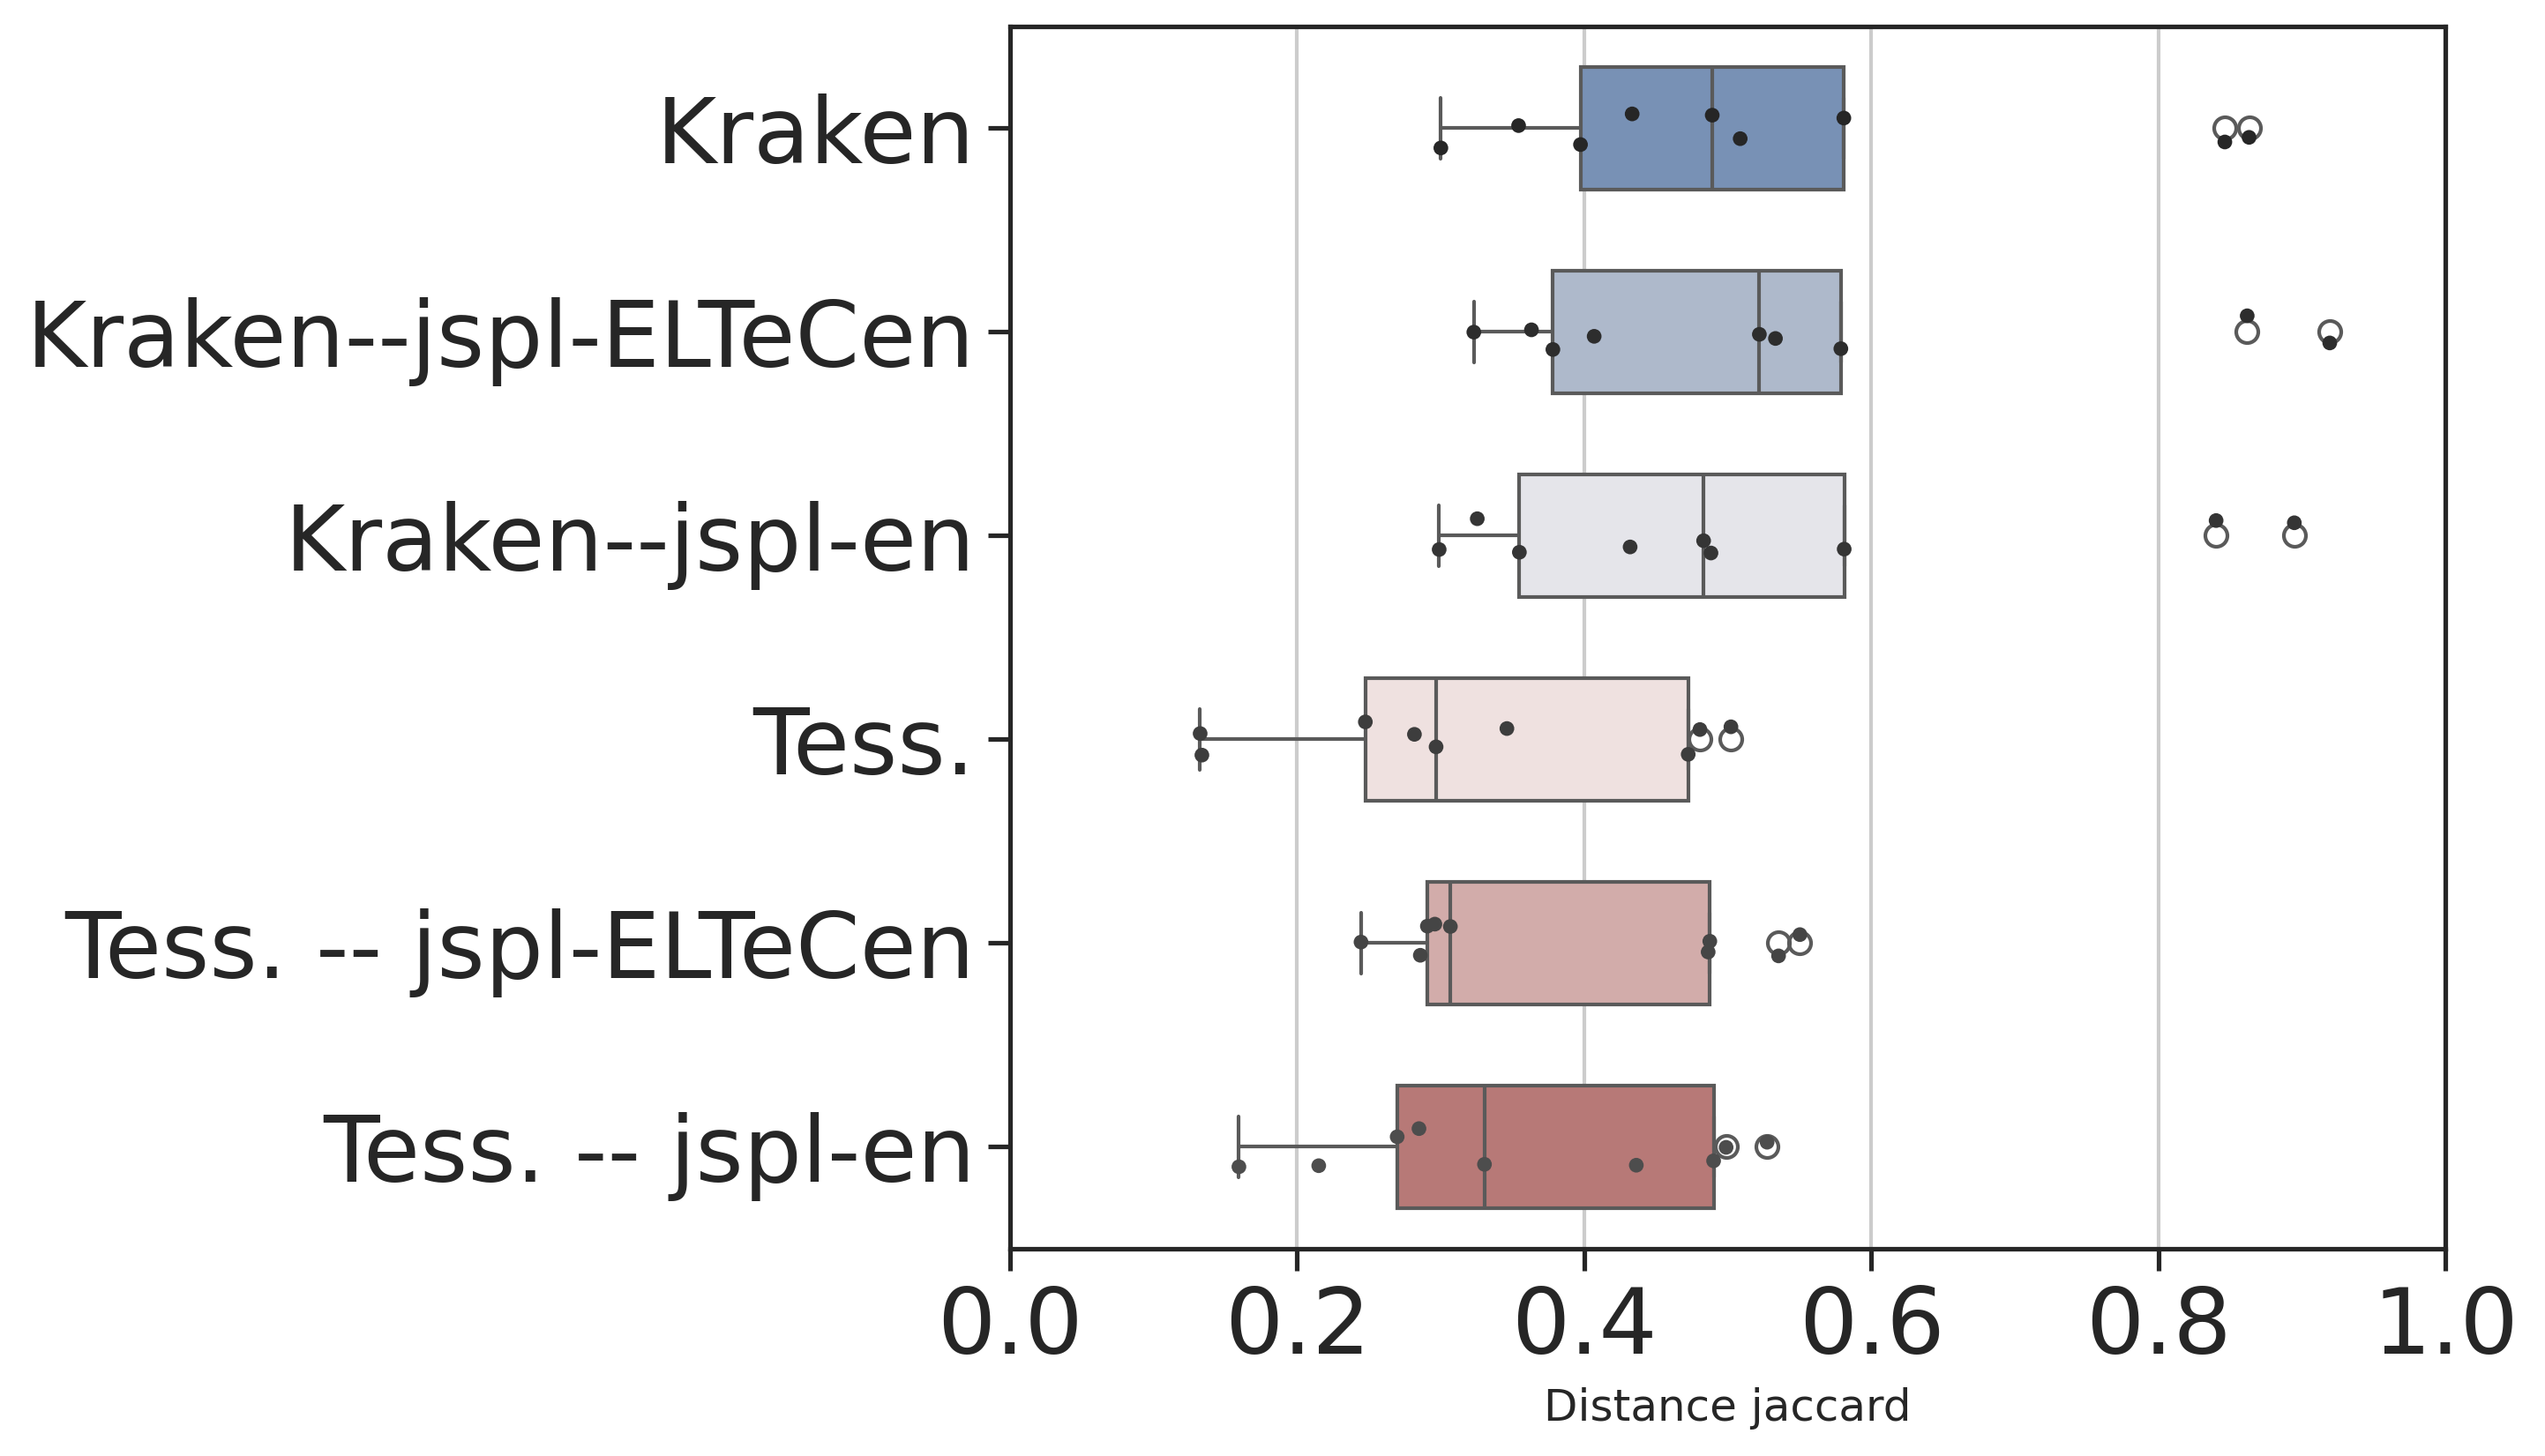 Kraken
Kraken--jspl-ELTeCen
Kraken--jspl-en
Tess.
Tess. -- jspl-ELTeCen
Tess. -- jspl-en
0.0 0.2 0.4 0.6 0.8 1.0
Distance jaccard